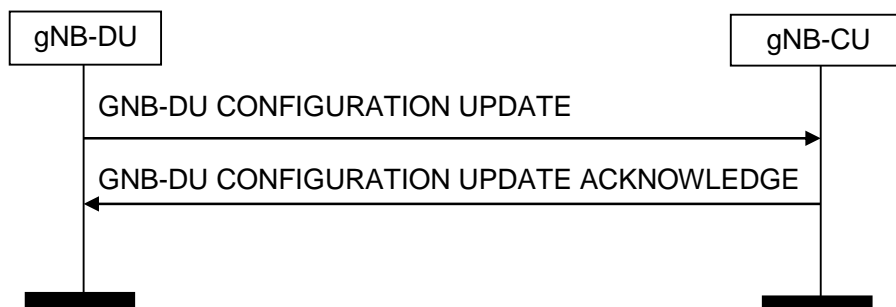 gNB-DU
gNB-CU
GNB-DU CONFIGURATION UPDATE
GNB-DU CONFIGURATION UPDATE ACKNOWLEDGE